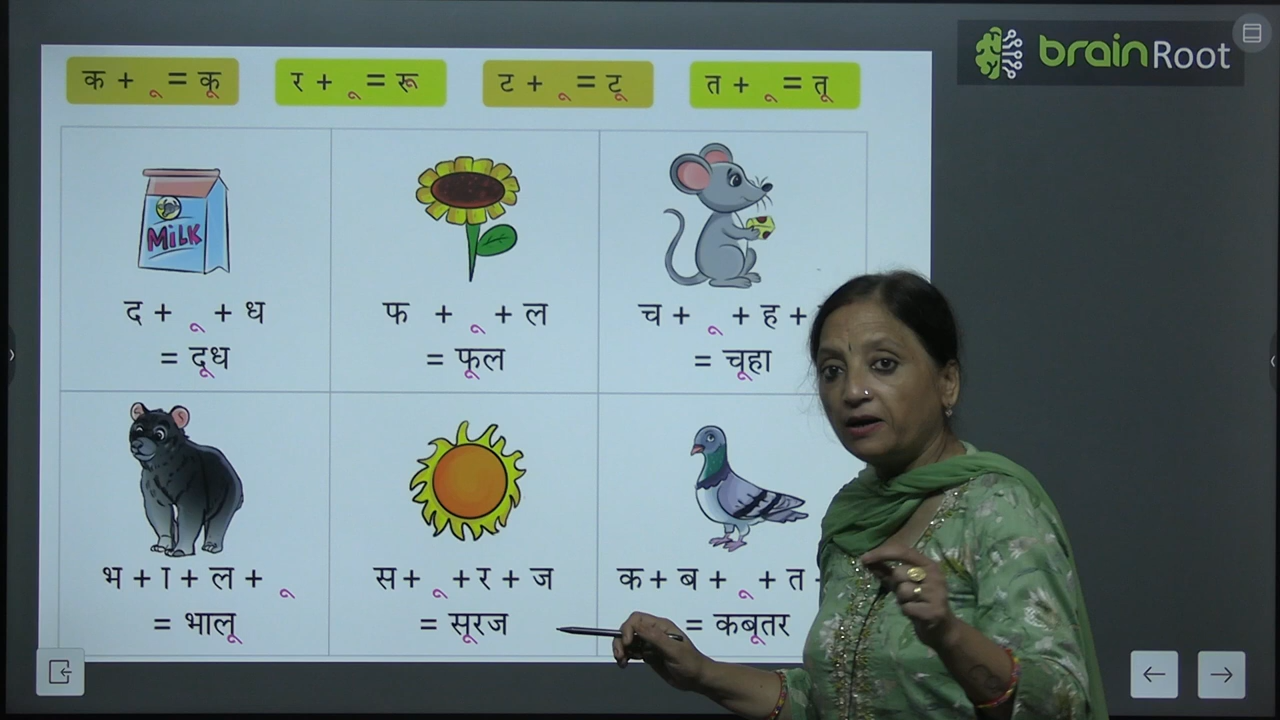 brainRoot
क + ू = कू
र + ू = रू
ट + ू = टू
त + ू = तू
MiLK
द + ू + ध
= दूध
फ + ू + ल
= फूल
च + ू + ह +
= चूहा
भ + ा + ल + ू
= भालू
स + ू + र + ज
= सूरज
क + ब + ू + त
= कबूतर